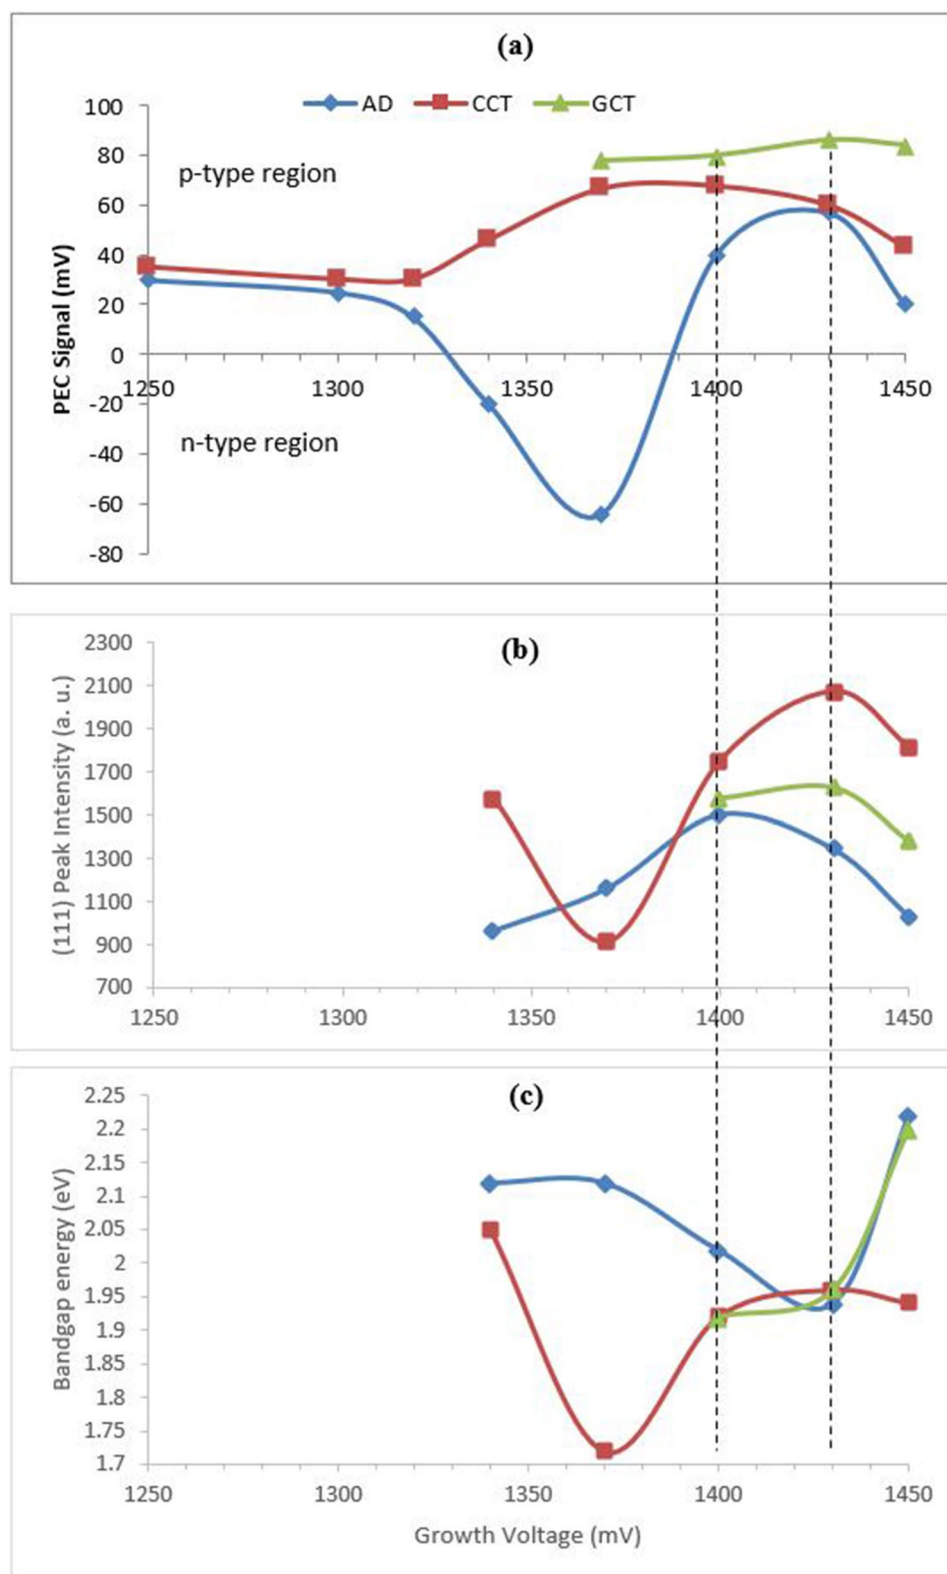 (a)
AD CCT GCT
PEC Signal (mV)
100
80
60
40
20
0
-20
-40
-60
-80
p-type region
n-type region
1250 1300 1350 1400 1450
(b)
(111) Peak Intensity (a. u.)
2300
2100
1900
1700
1500
1300
1100
900
700
1250 1300 1350 1400 1450
(c)
Bandgap energy (eV)
2.25
2.2
2.15
2.1
2.05
2
1.95
1.9
1.85
1.8
1.75
1.7
1250 1300 1350 1400 1450
Growth Voltage (mV)